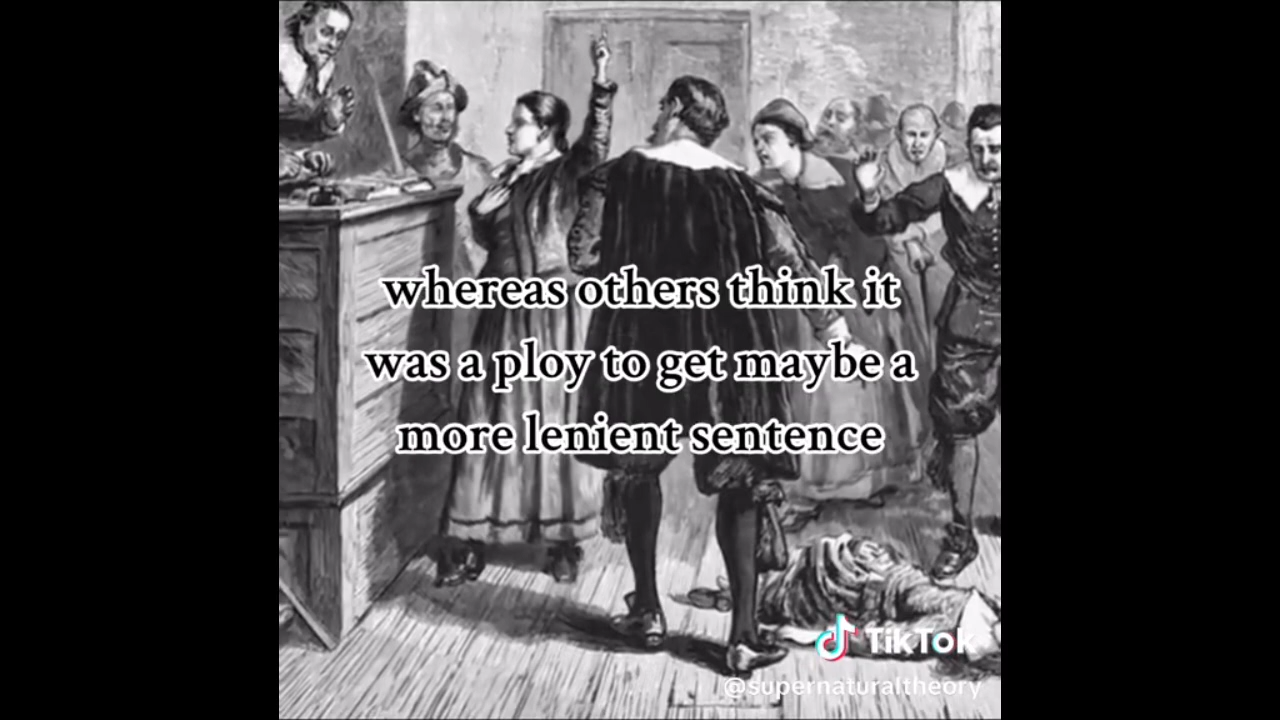 whereas others think it
was a ploy to get maybe a
more lenient sentence
TikTok
@supernaturaltheory